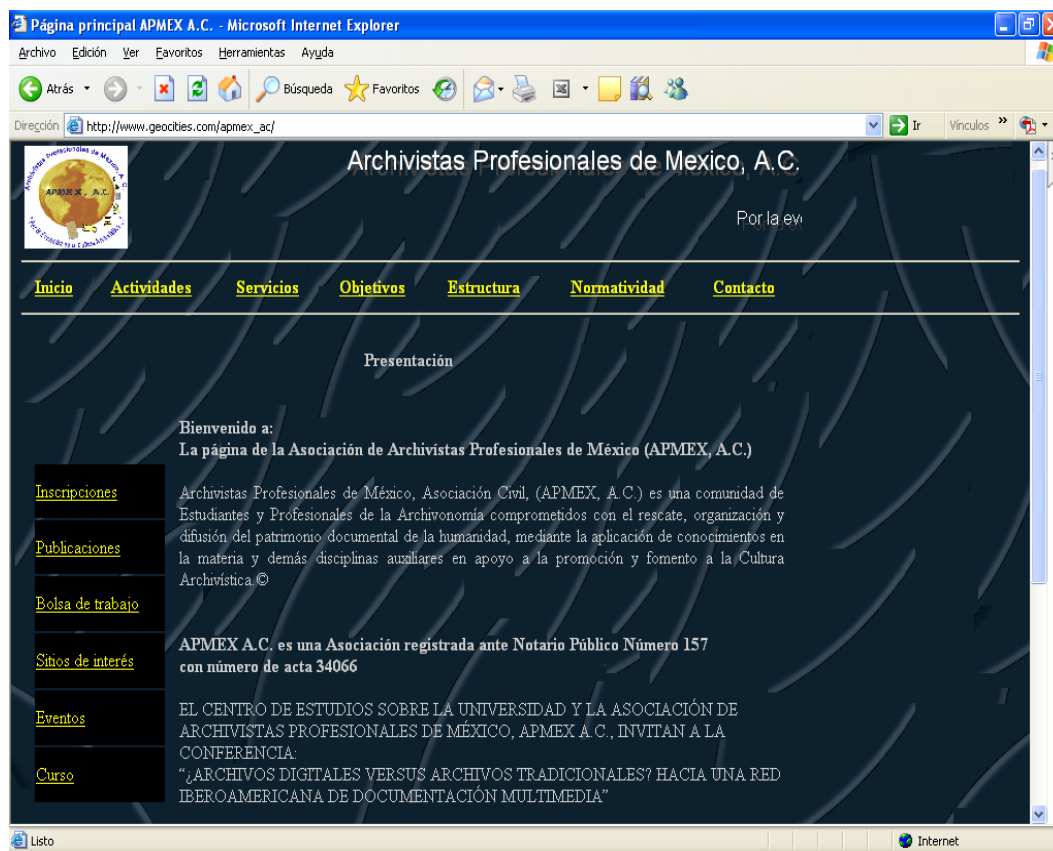 Página principal APMEX A.C. - Microsoft Internet Explorer
Archivo Edición Ver Favoritos Herramientas Ayuda
Atrás Búsqueda Favoritos
Dirección http://www.geocities.com/apmex_ac/ Ir Vínculos »
Archivistas Profesionales de Mexico, A.C.
APMEX, A.C.
Por la ev
Inicio Actividades Servicios Objetivos Estructura Normatividad Contacto
Presentación
Bienvenido a:
La página de la Asociación de Archivístas Profesionales de México (APMEX, A.C.)
Archivistas Profesionales de México, Asociación Civil, (APMEX, A.C.) es una comunidad de
Estudiantes y Profesionales de la Archivonomía comprometidos con el rescate, organización y
difusión del patrimonio documental de la humanidad, mediante la aplicación de conocimientos en
la materia y demás disciplinas auxiliares en apoyo a la promoción y fomento a la Cultura
Archivística.©
Inscripciones
Publicaciones
Bolsa de trabajo
Sitios de interés
Eventos
Curso
APMEX A.C. es una Asociación registrada ante Notario Público Número 157
con número de acta 34066
EL CENTRO DE ESTUDIOS SOBRE LA UNIVERSIDAD Y LA ASOCIACIÓN DE
ARCHIVISTAS PROFESIONALES DE MÉXICO, APMEX A.C., INVITAN A LA
CONFERENCIA:
“¿ARCHIVOS DIGITALES VERSUS ARCHIVOS TRADICIONALES? HACIA UNA RED
IBEROAMERICANA DE DOCUMENTACIÓN MULTIMEDIA”
Listo Internet